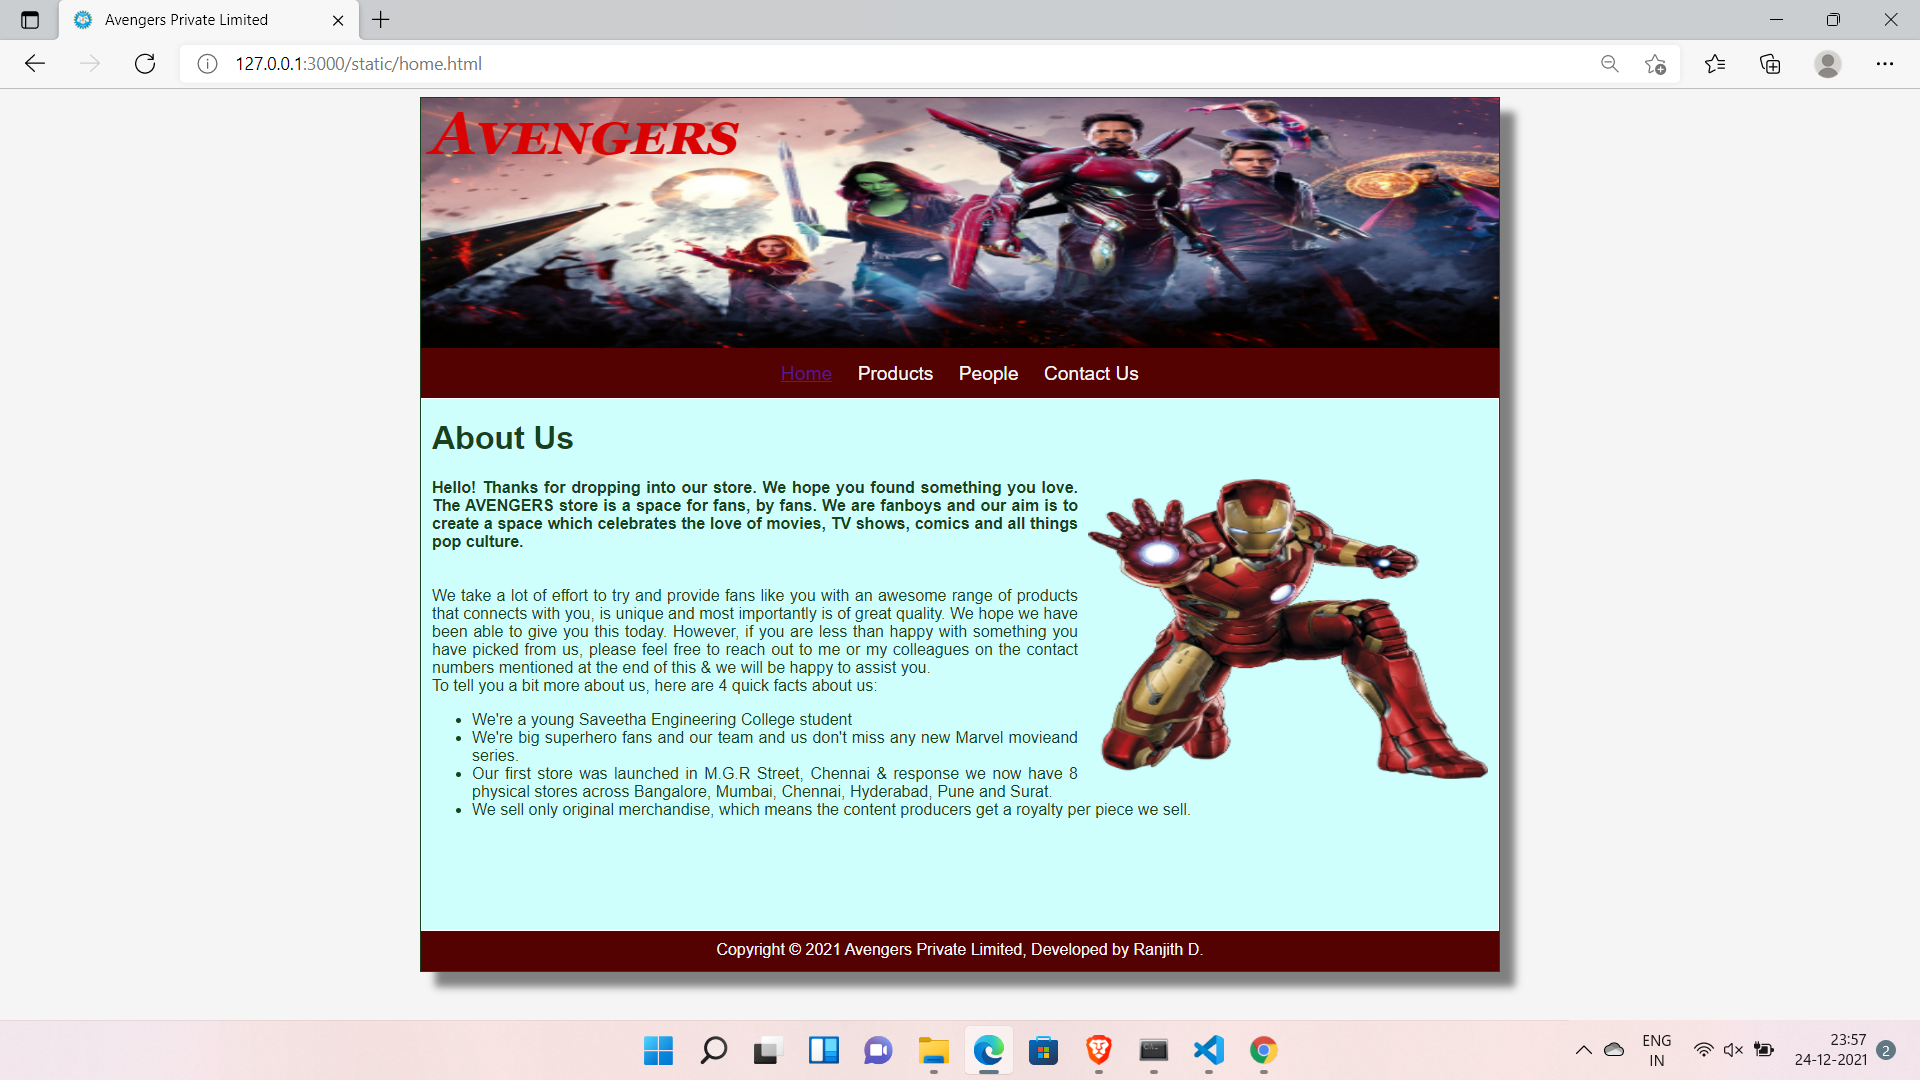 Avengers Private Limited
127.0.0.1:3000/static/home.html
AVENGERS
Home Products People Contact Us
About Us
Hello! Thanks for dropping into our store. We hope you found something you love.
The AVENGERS store is a space for fans, by fans. We are fanboys and our aim is to
create a space which celebrates the love of movies, TV shows, comics and all things
pop culture.
We take a lot of effort to try and provide fans like you with an awesome range of products
that connects with you, is unique and most importantly is of great quality. We hope we have
been able to give you this today. However, if you are less than happy with something you
have picked from us, please feel free to reach out to me or my colleagues on the contact
numbers mentioned at the end of this & we will be happy to assist you.
To tell you a bit more about us, here are 4 quick facts about us:
• We're a young Saveetha Engineering College student
• We're big superhero fans and our team and us don't miss any new Marvel movieand
series.
• Our first store was launched in M.G.R Street, Chennai & response we now have 8
physical stores across Bangalore, Mumbai, Chennai, Hyderabad, Pune and Surat.
• We sell only original merchandise, which means the content producers get a royalty per piece we sell.
Copyright © 2021 Avengers Private Limited, Developed by Ranjith D.
ENG
IN
23:57
24-12-2021
2